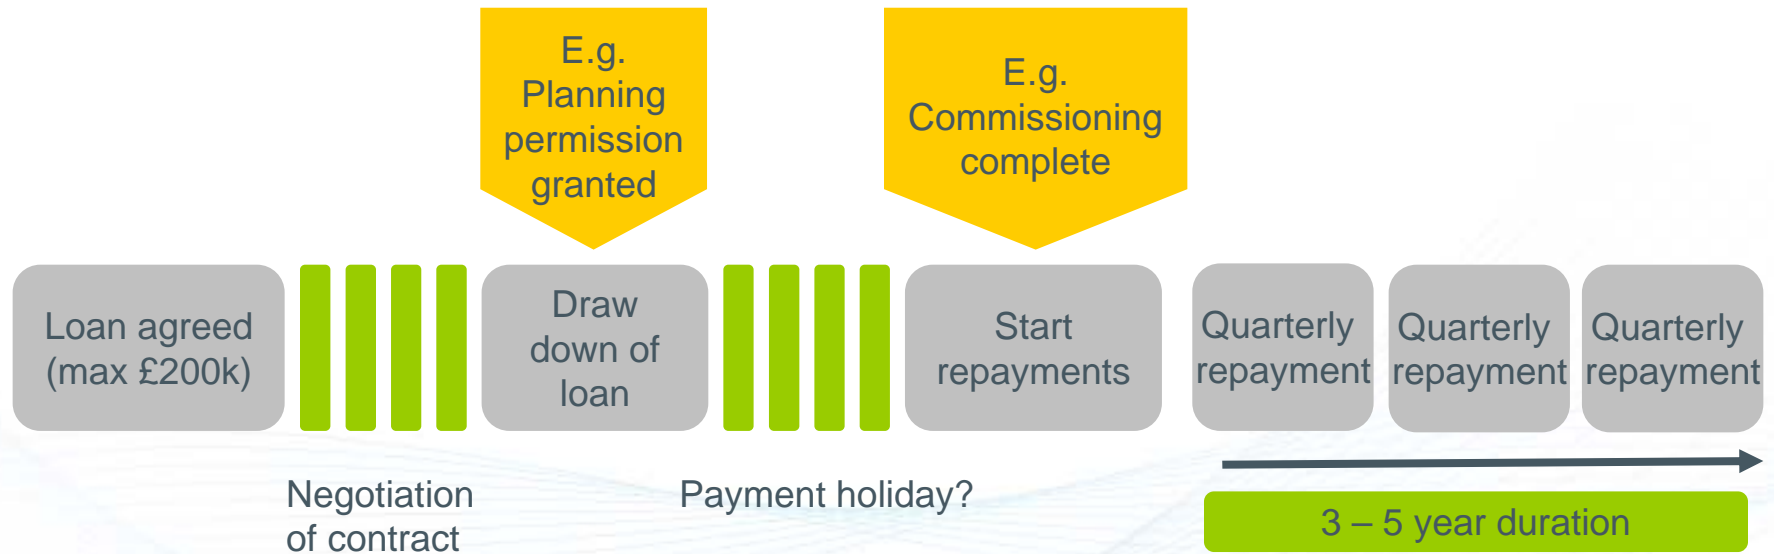 E.g.
Planning
permission
granted
E.g.
Commissioning
complete
Loan agreed
(max £200k)
Draw
down of
loan
Start
repayments
Quarterly
repayment
Quarterly
repayment
Quarterly
repayment
Negotiation
of contract
Payment holiday?
3 – 5 year duration